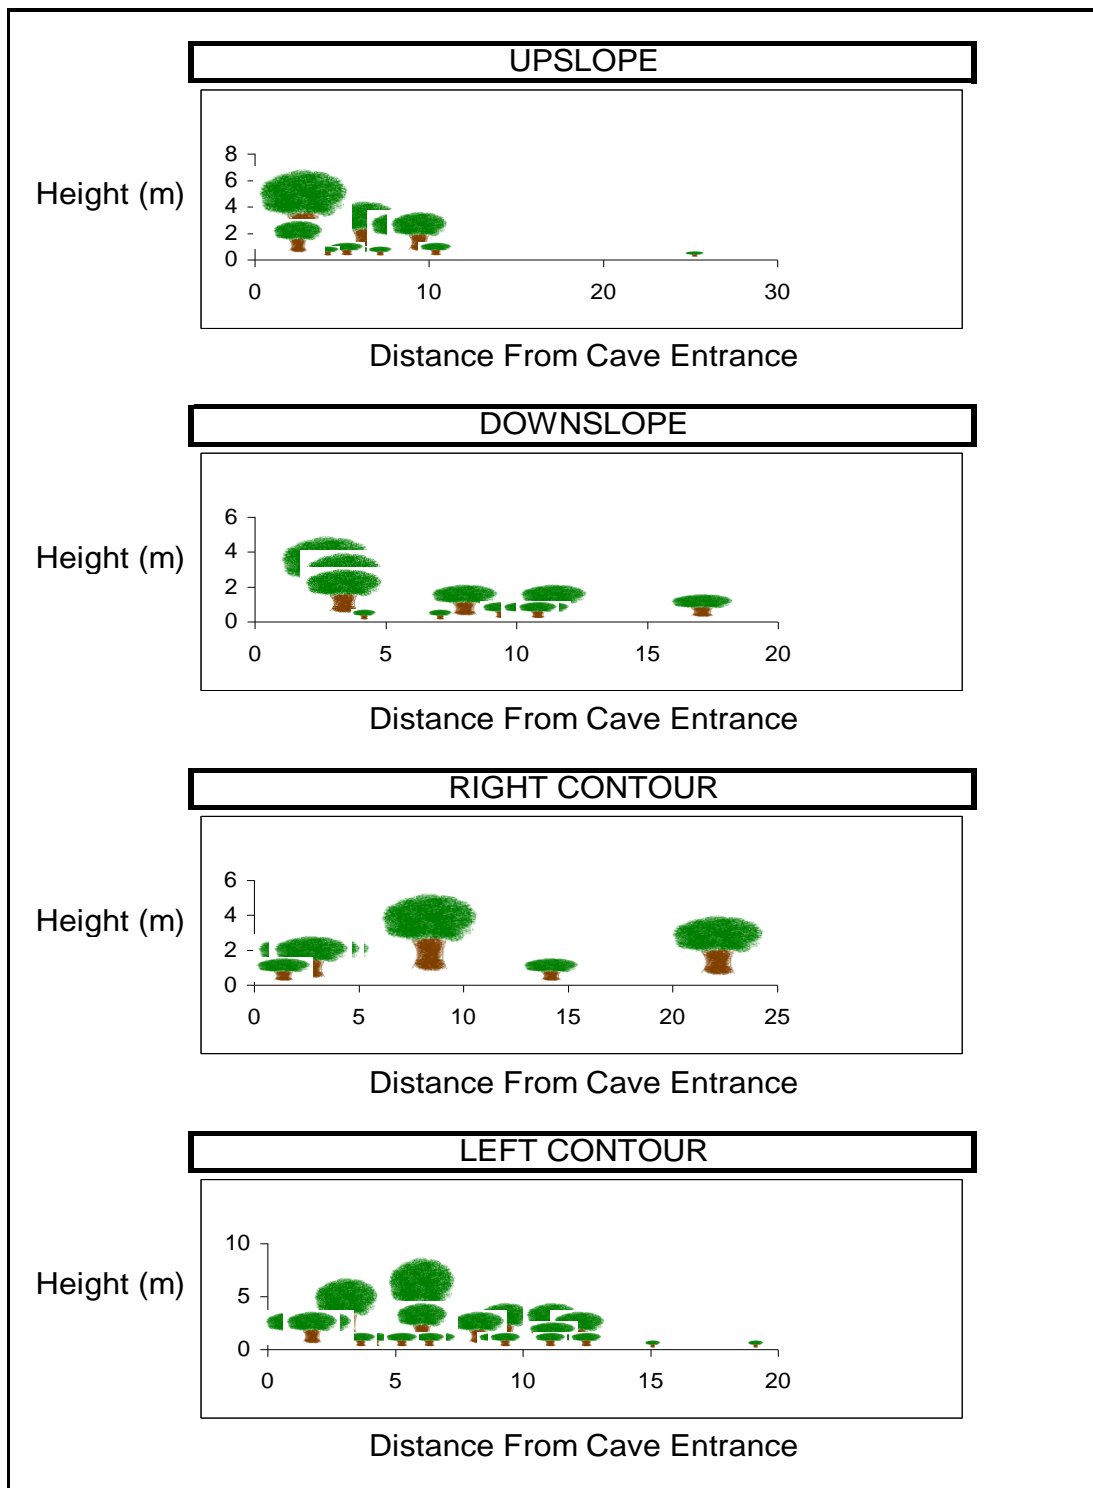 UPSLOPE
Height (m)
8
6
4
2
0
0 10 20 30
Distance From Cave Entrance
DOWNSLOPE
Height (m)
6
4
2
0
0 5 10 15 20
Distance From Cave Entrance
RIGHT CONTOUR
Height (m)
6
4
2
0
0 5 10 15 20 25
Distance From Cave Entrance
LEFT CONTOUR
Height (m)
10
5
0
0 5 10 15 20
Distance From Cave Entrance